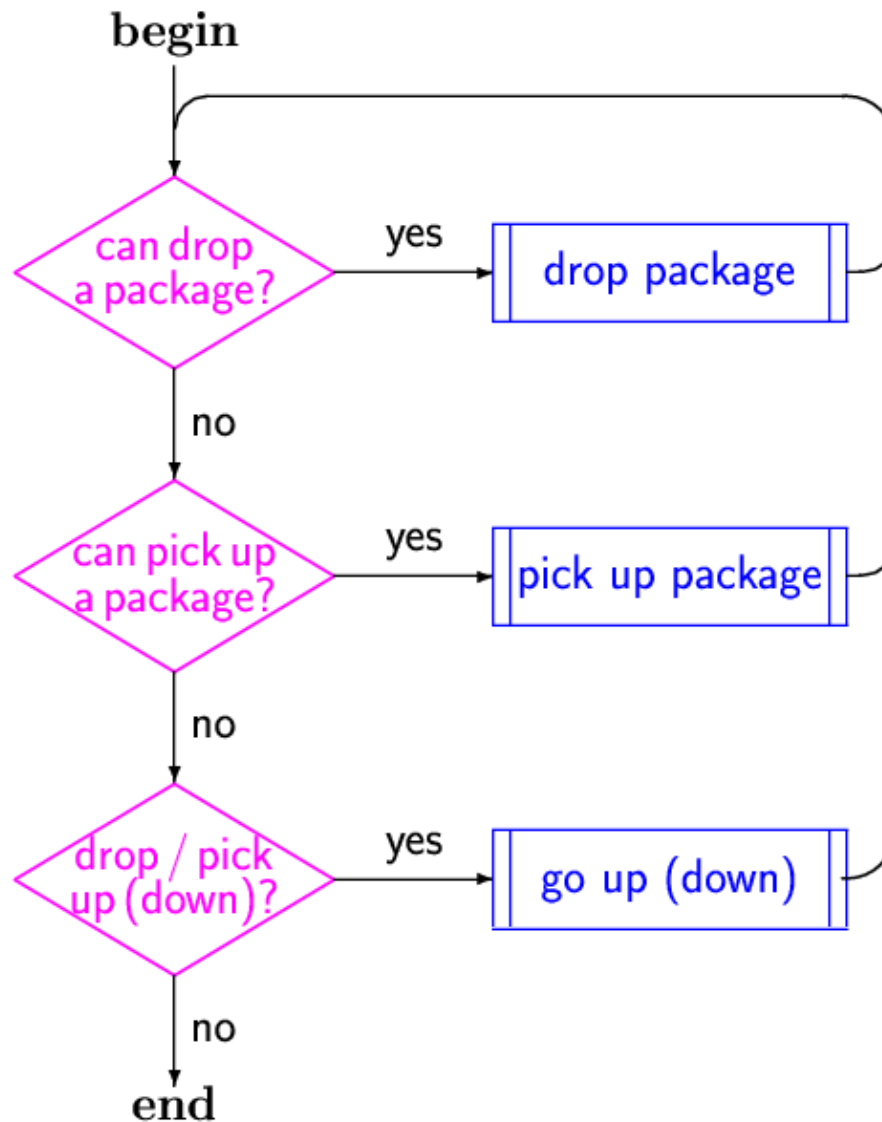 begin
can drop
a package?
yes
drop package
no
can pick up
a package?
yes
pick up package
no
drop / pick
up (down)?
yes
go up (down)
no
end